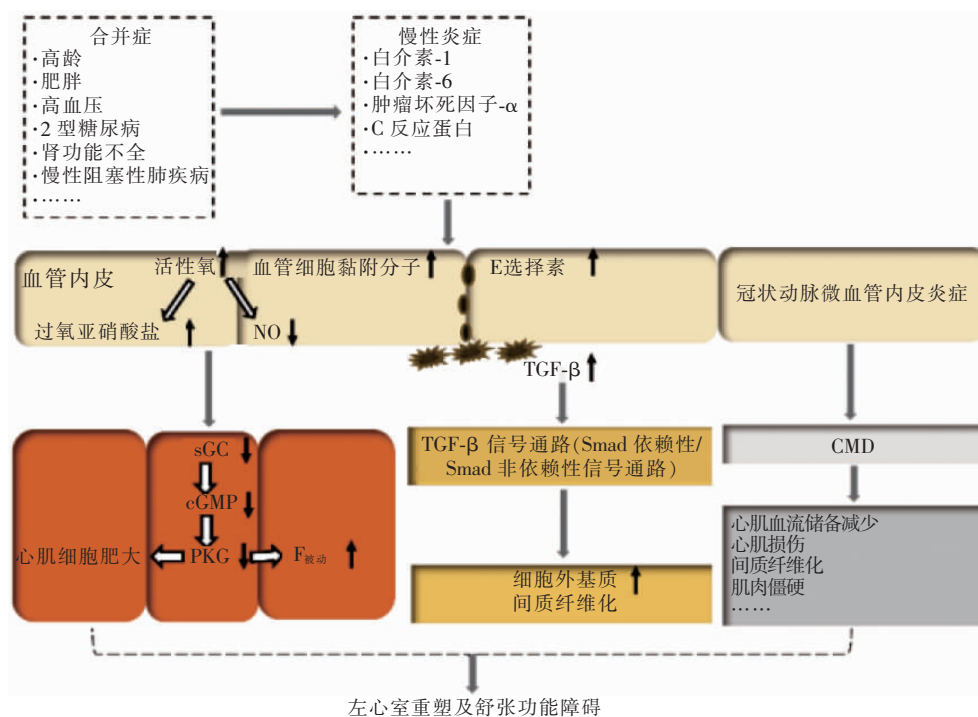 合并症
·高龄
·肥胖
·高血压
·2 型糖尿病
·肾功能不全
·慢性阻塞性肺疾病
·……
慢性炎症
·白介素-1
·白介素-6
·肿瘤坏死因子-α
·C 反应蛋白
·……
血管内皮
活性氧
血管细胞黏附分子
E选择素
冠状动脉微血管内皮炎症
过氧亚硝酸盐
NO
TGF-β
sGC
cGMP
心肌细胞肥大
PKG
F被动
TGF-β 信号通路(Smad 依赖性/
Smad 非依赖性信号通路)
细胞外基质
间质纤维化
CMD
心肌血流储备减少
心肌损伤
间质纤维化
肌肉僵硬
……
左心室重塑及舒张功能障碍